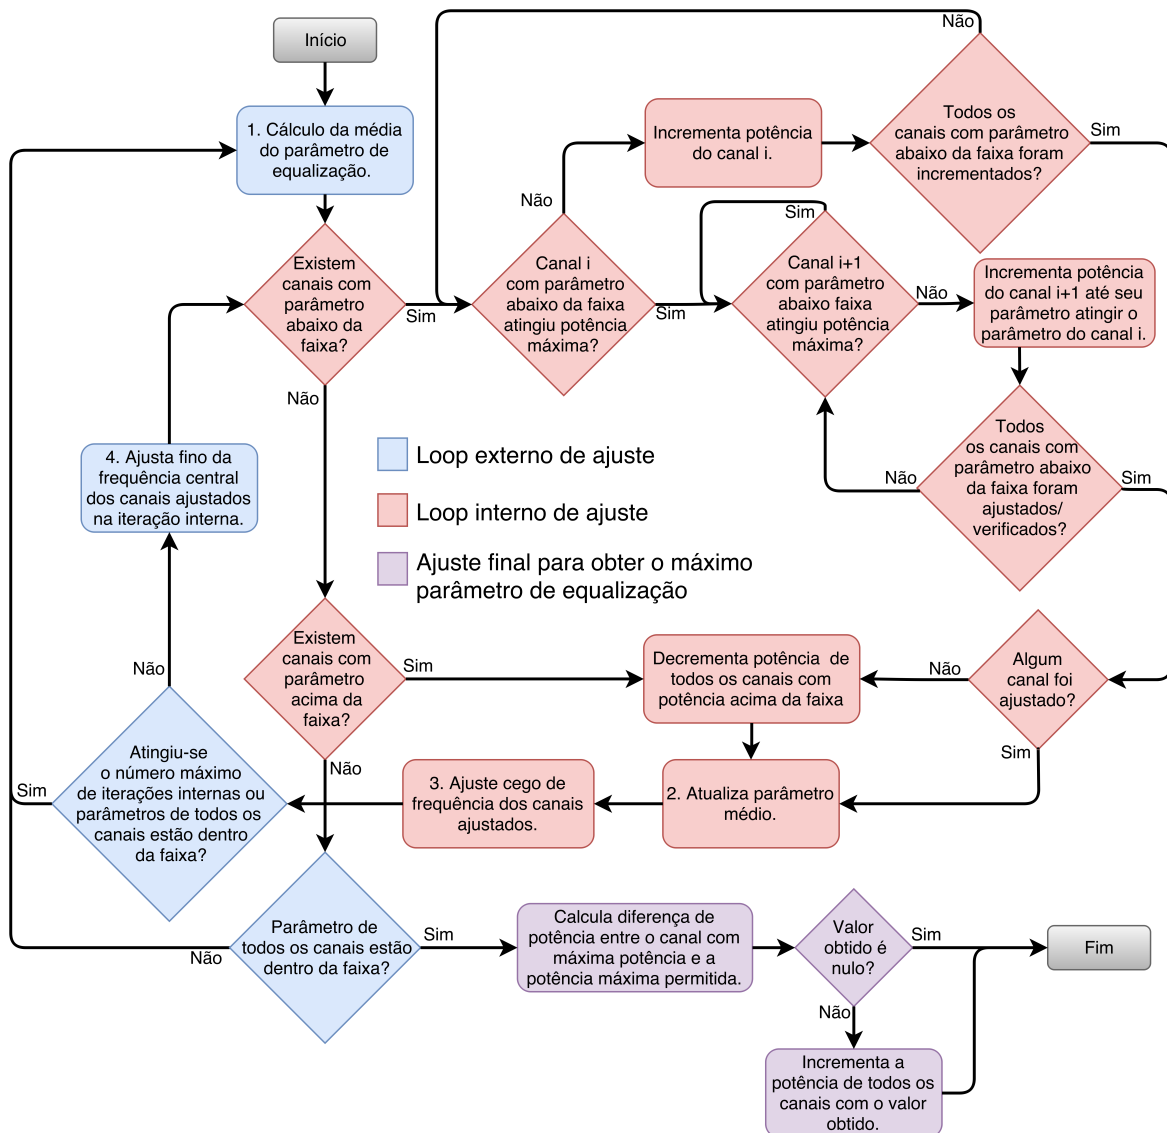 Início
1. Cálculo da média
do parâmetro de
equalização.
Existem
canais com
parâmetro
abaixo da
faixa?
Sim
Não
Canal i
com parâmetro
abaixo da faixa
atingiu potência
máxima?
Não
Sim
Incrementa potência
do canal i.
Todos os
canais com parâmetro
abaixo da faixa foram
incrementados?
Não
Sim
Canal i+1
com parâmetro
abaixo faixa
atingiu potência
máxima?
Sim
Não
Incrementa potência
do canal i+1 até seu
parâmetro atingir o
parâmetro do canal i.
Todos
os canais com
parâmetro abaixo
da faixa foram
ajustados/
verificados?
Não
Sim
4. Ajusta fino da
frequência central
dos canais ajustados
na iteração interna.
Loop externo de ajuste
Loop interno de ajuste
Ajuste final para obter o máximo
parâmetro de equalização
Existem
canais com
parâmetro
acima da
faixa?
Sim
Não
Decrementa potência de
todos os canais com
potência acima da faixa
Algum
canal foi
ajustado?
Não
Sim
2. Atualiza parâmetro
médio.
3. Ajuste cego de
frequência dos canais
ajustados.
Atingiu-se
o número máximo
de iterações internas ou
parâmetros de todos os
canais estão dentro
da faixa?
Não
Sim
Parâmetro de
todos os canais estão
dentro da faixa?
Não
Sim
Calcula diferença de
potência entre o canal com
máxima potência e a
potência máxima permitida.
Valor
obtido é
nulo?
Sim
Não
Fim
Incrementa a
potência de todos os
canais com o valor
obtido.